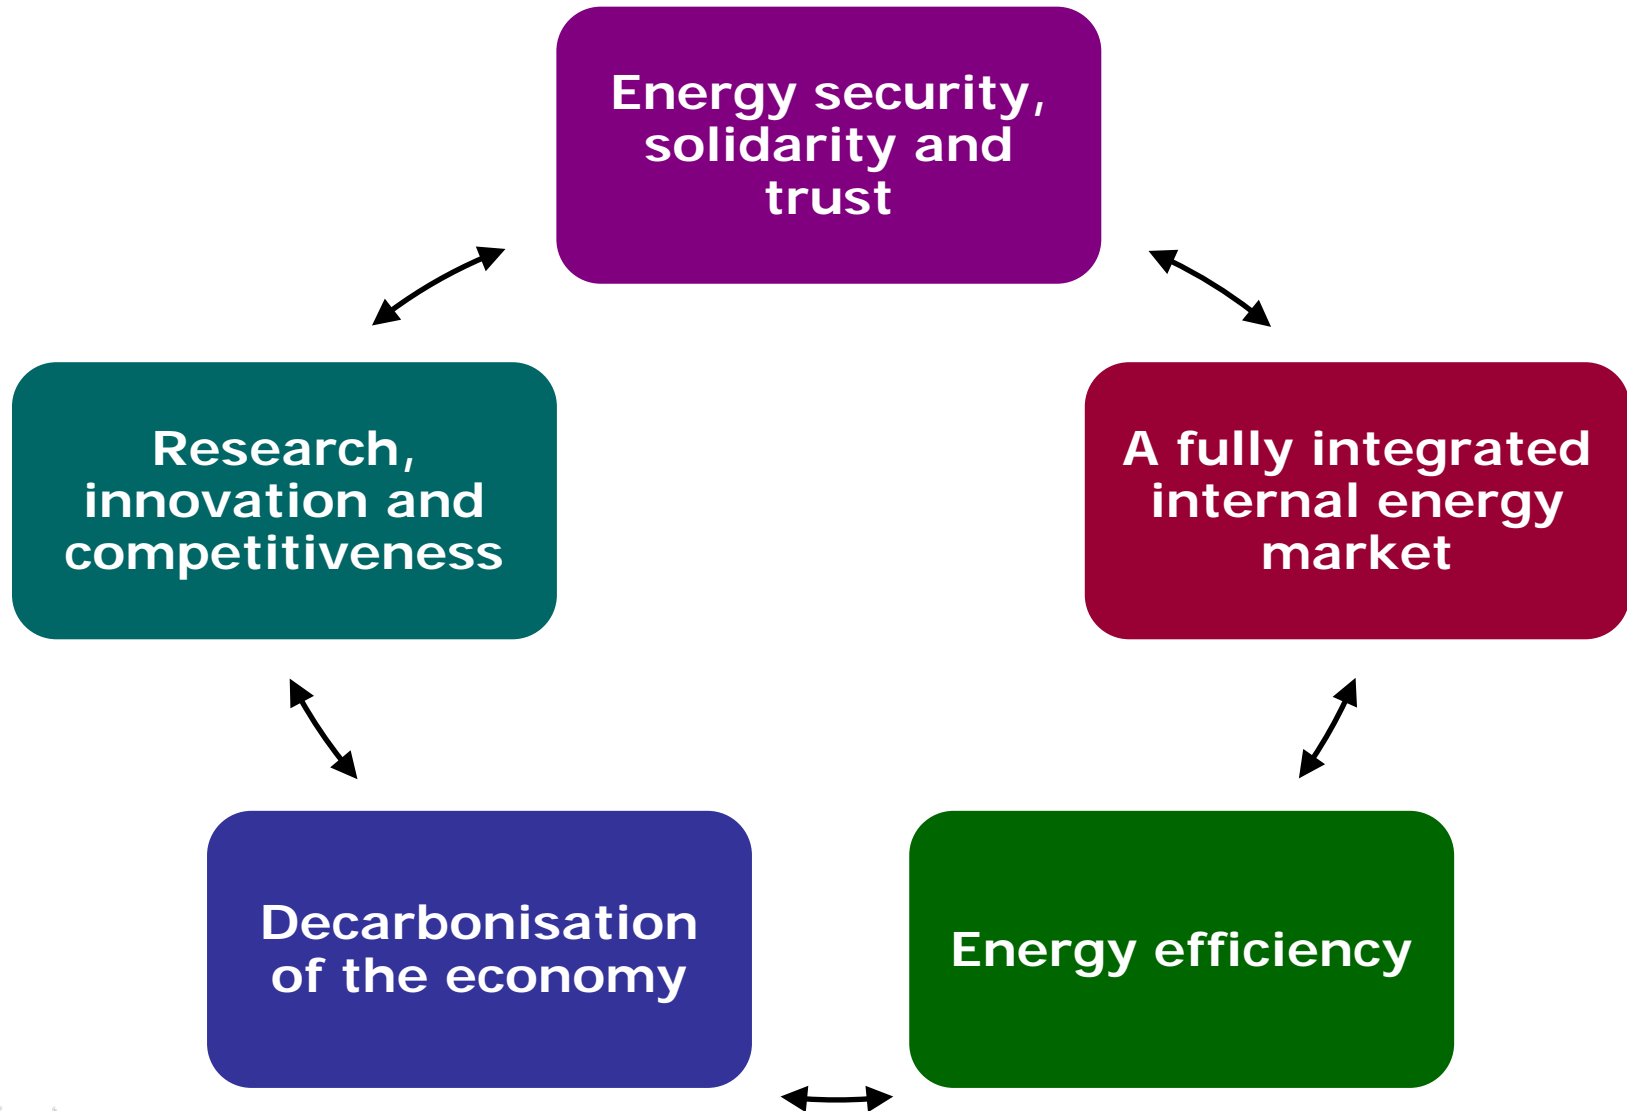 Energy security,
solidarity and
trust
Research,
innovation and
competitiveness
A fully integrated
internal energy
market
Decarbonisation
of the economy
Energy efficiency